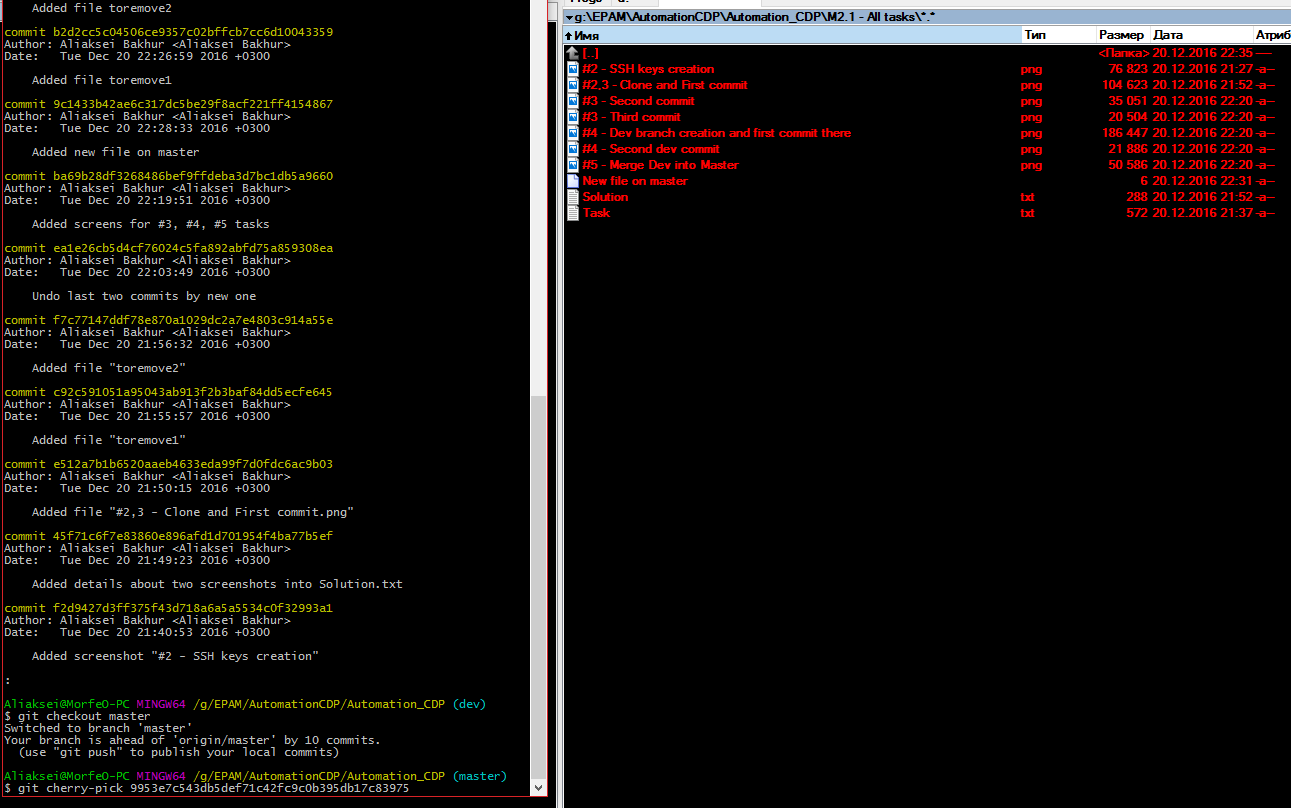 Added file toremove2
commit b2d2cc5c04506ce9357c02bffcb7cc6d10043359
Author: Aliaksei Bakhur <Aliaksei Bakhur>
Date:   Tue Dec 20 22:26:59 2016 +0300
Added file toremove1
commit 9c1433b42ae6c317dc5be29f8acf221ff4154867
Author: Aliaksei Bakhur <Aliaksei Bakhur>
Date:   Tue Dec 20 22:28:33 2016 +0300
Added new file on master
commit ba69b28df3268486bef9ffdeba3d7bc1db5a9660
Author: Aliaksei Bakhur <Aliaksei Bakhur>
Date:   Tue Dec 20 22:19:51 2016 +0300
Added screens for #3, #4, #5 tasks
commit ea1e26cb5d4cf76024c5fa892abfd75a859308ea
Author: Aliaksei Bakhur <Aliaksei Bakhur>
Date:   Tue Dec 20 22:03:49 2016 +0300
Undo last two commits by new one
commit f7c77147ddf78e870a1029dc2a7e4803c914a55e
Author: Aliaksei Bakhur <Aliaksei Bakhur>
Date:   Tue Dec 20 21:56:32 2016 +0300
Added file "toremove2"
commit c92c591051a95043ab913f2b3baf84dd5ecfe645
Author: Aliaksei Bakhur <Aliaksei Bakhur>
Date:   Tue Dec 20 21:55:57 2016 +0300
Added file "toremove1"
commit e512a7b1b6520aaeb4633eda99f7d0fdc6ac9b03
Author: Aliaksei Bakhur <Aliaksei Bakhur>
Date:   Tue Dec 20 21:50:15 2016 +0300
Added file "#2,3 - Clone and First commit.png"
commit 45f71c6f7e83860e896afd1d701954f4ba77b5ef
Author: Aliaksei Bakhur <Aliaksei Bakhur>
Date:   Tue Dec 20 21:49:23 2016 +0300
Added details about two screenshots into Solution.txt
commit f2d9427d3ff375f43d718a6a5a5534c0f32993a1
Author: Aliaksei Bakhur <Aliaksei Bakhur>
Date:   Tue Dec 20 21:40:53 2016 +0300
Added screenshot "#2 - SSH keys creation"
:
Aliaksei@MorfeO-PC MINGW64 /g/EPAM/AutomationCDP/Automation_CDP (dev)
$ git checkout master
Switched to branch 'master'
Your branch is ahead of 'origin/master' by 10 commits.
(use "git push" to publish your local commits)
Aliaksei@MorfeO-PC MINGW64 /g/EPAM/AutomationCDP/Automation_CDP (master)
$ git cherry-pick 9953e7c543db5def71c42fc9c0b395db17c83975
g:\EPAM\AutomationCDP\Automation_CDP\M2.1 - All tasks\*.*
Имя Тип Размер Дата Атриб
[..] <Папка> 20.12.2016 22:35 ----
#2 - SSH keys creation png 76 823 20.12.2016 21:27 -a--
#2,3 - Clone and First commit png 104 623 20.12.2016 21:52 -a--
#3 - Second commit png 35 051 20.12.2016 22:20 -a--
#3 - Third commit png 20 504 20.12.2016 22:20 -a--
#4 - Dev branch creation and first commit there png 186 447 20.12.2016 22:20 -a--
#4 - Second dev commit png 21 886 20.12.2016 22:20 -a--
#5 - Merge Dev into Master png 50 586 20.12.2016 22:20 -a--
New file on master 6 20.12.2016 22:31 -a--
Solution txt 288 20.12.2016 21:52 -a--
Task txt 572 20.12.2016 21:37 -a--